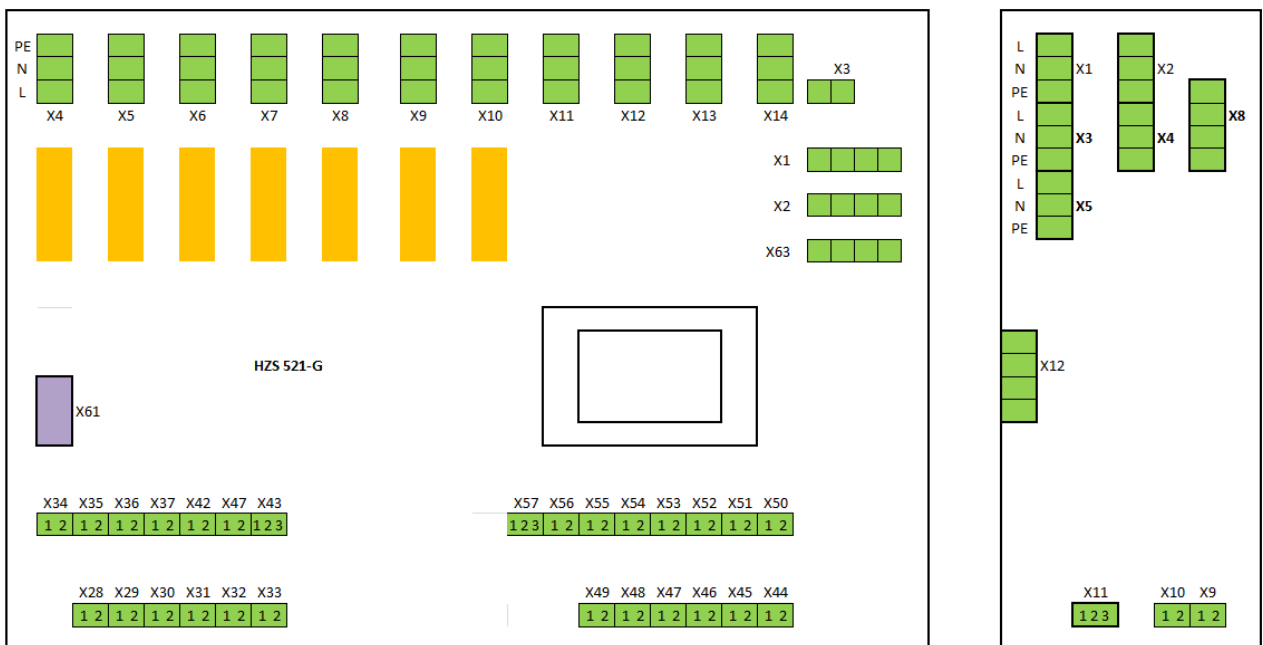 PE
N
L
X4 X5 X6 X7 X8 X9 X10 X11 X12 X13 X14
X3
X1
X2
X63
HZS 521-G
X61
X34 X35 X36 X37 X42 X47 X43
1 2 1 2 1 2 1 2 1 2 1 2 1 2 3
X57 X56 X55 X54 X53 X52 X51 X50
1 2 3 1 2 1 2 1 2 1 2 1 2 1 2 1 2
X28 X29 X30 X31 X32 X33
1 2 1 2 1 2 1 2 1 2 1 2
X49 X48 X47 X46 X45 X44
1 2 1 2 1 2 1 2 1 2 1 2
L
N X1 X2
PE
L X8
N X3 X4
PE
L
N X5
PE
X12
X11 X10 X9
1 2 3 1 2 1 2